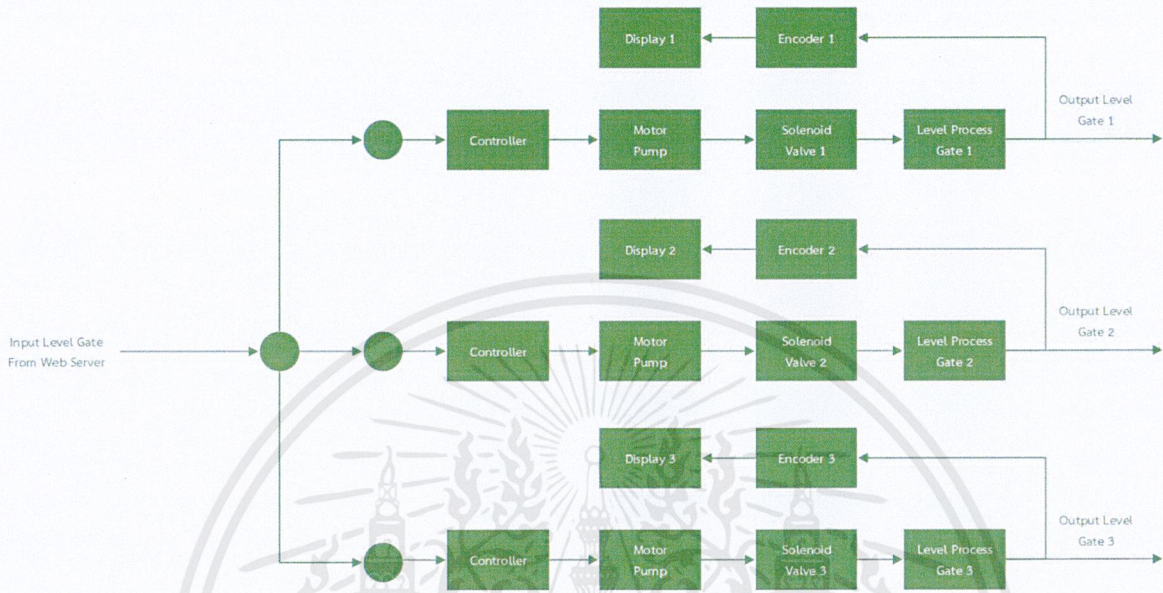 Display 1
Encoder 1
Output Level
Gate 1
Controller
Motor
Pump
Solenoid
Valve 1
Level Process
Gate 1
Display 2
Encoder 2
Output Level
Gate 2
Input Level Gate
From Web Server
Controller
Motor
Pump
Solenoid
Valve 2
Level Process
Gate 2
Display 3
Encoder 3
Output Level
Gate 3
Controller
Motor
Pump
Solenoid
Valve 3
Level Process
Gate 3